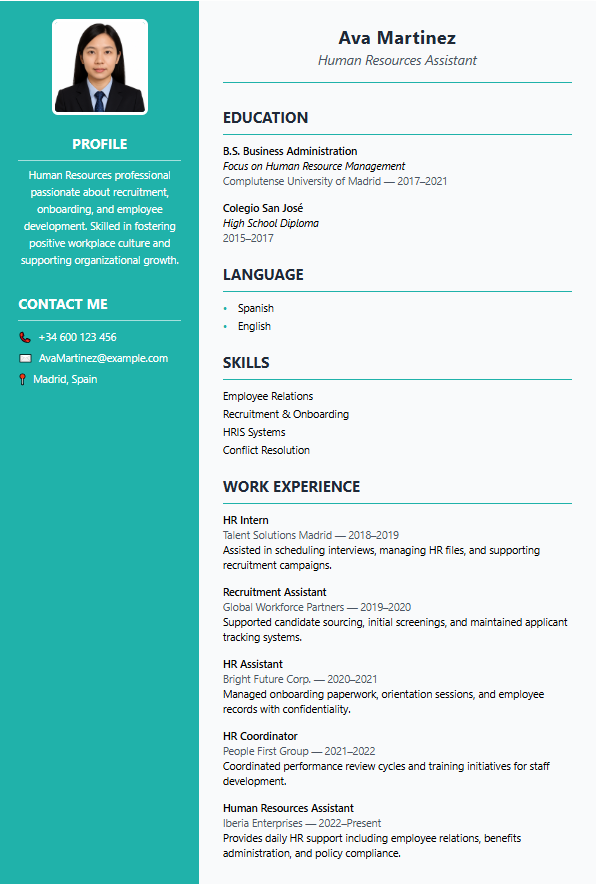 PROFILE
Human Resources professional
passionate about recruitment,
onboarding, and employee
development. Skilled in fostering
positive workplace culture and
supporting organizational growth.
CONTACT ME
+34 600 123 456
AvaMartinez@example.com
Madrid, Spain
Ava Martinez
Human Resources Assistant
EDUCATION
B.S. Business Administration
Focus on Human Resource Management
Complutense University of Madrid — 2017–2021
Colegio San José
High School Diploma
2015–2017
LANGUAGE
• Spanish
• English
SKILLS
Employee Relations
Recruitment & Onboarding
HRIS Systems
Conflict Resolution
WORK EXPERIENCE
HR Intern
Talent Solutions Madrid — 2018–2019
Assisted in scheduling interviews, managing HR files, and supporting
recruitment campaigns.
Recruitment Assistant
Global Workforce Partners — 2019–2020
Supported candidate sourcing, initial screenings, and maintained applicant
tracking systems.
HR Assistant
Bright Future Corp. — 2020–2021
Managed onboarding paperwork, orientation sessions, and employee
records with confidentiality.
HR Coordinator
People First Group — 2021–2022
Coordinated performance review cycles and training initiatives for staff
development.
Human Resources Assistant
Iberia Enterprises — 2022–Present
Provides daily HR support including employee relations, benefits
administration, and policy compliance.